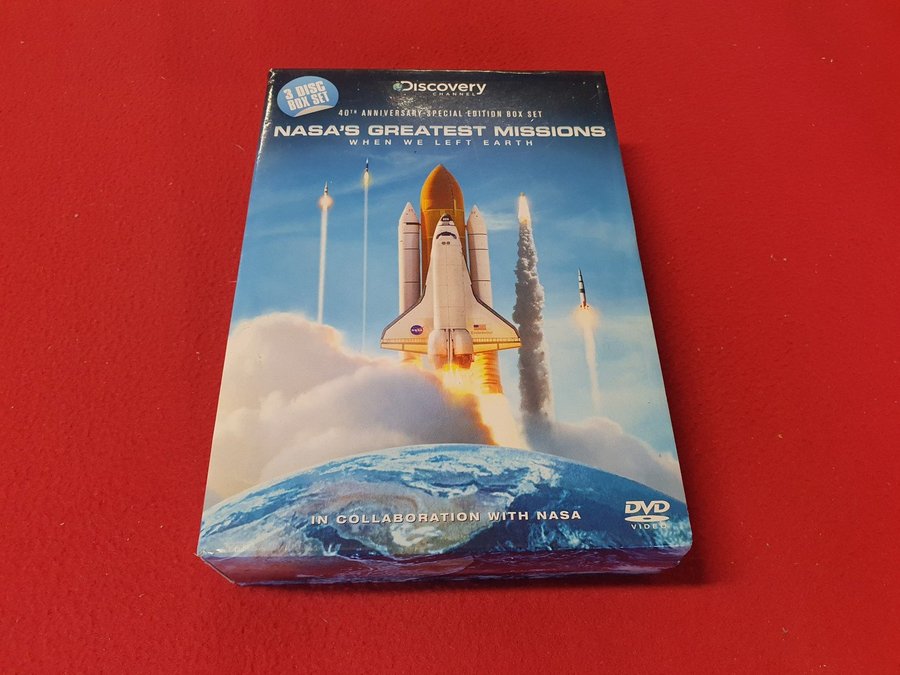 3 DISC
BOX SET
Discovery
CHANNEL
40TH ANNIVERSARY SPECIAL EDITION BOX SET
NASA'S GREATEST MISSIONS
WHEN WE LEFT EARTH
NASA
IN COLLABORATION WITH NASA
DVD
VIDEO